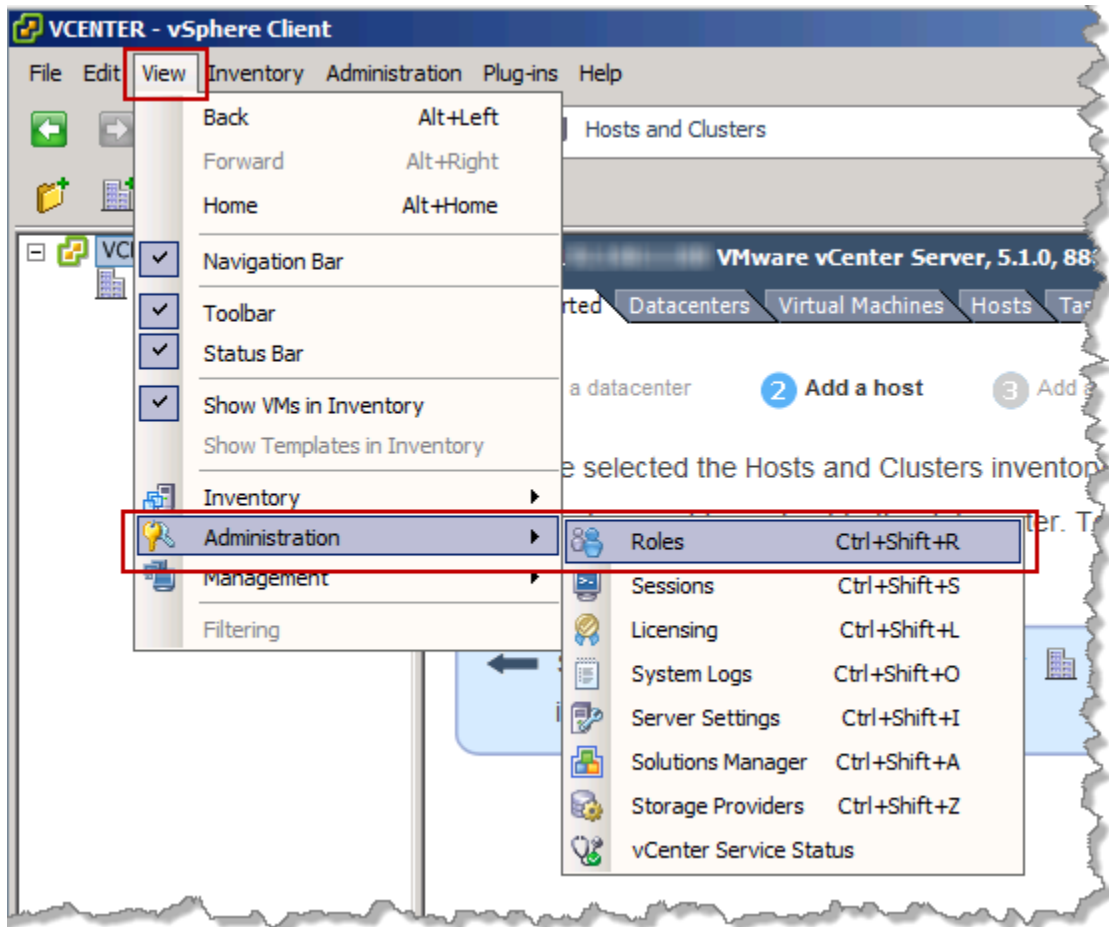 VCENTER - vSphere Client
File Edit View Inventory Administration Plug-ins Help
Back Alt+Left
Hosts and Clusters
Forward Alt+Right
Home Alt+Home
Navigation Bar
VMware vCenter Server, 5.1.0,
Toolbar
Datacenters Virtual Machines Hosts
Status Bar
a datacenter 2 Add a host 3 Add
Show VMs in Inventory
Show Templates in Inventory
selected the Hosts and Clusters
Inventory
Administration
Roles Ctrl+Shift+R
Management
Sessions Ctrl+Shift+S
Filtering
Licensing Ctrl+Shift+L
System Logs Ctrl+Shift+O
Server Settings Ctrl+Shift+I
Solutions Manager Ctrl+Shift+A
Storage Providers Ctrl+Shift+Z
vCenter Service Status